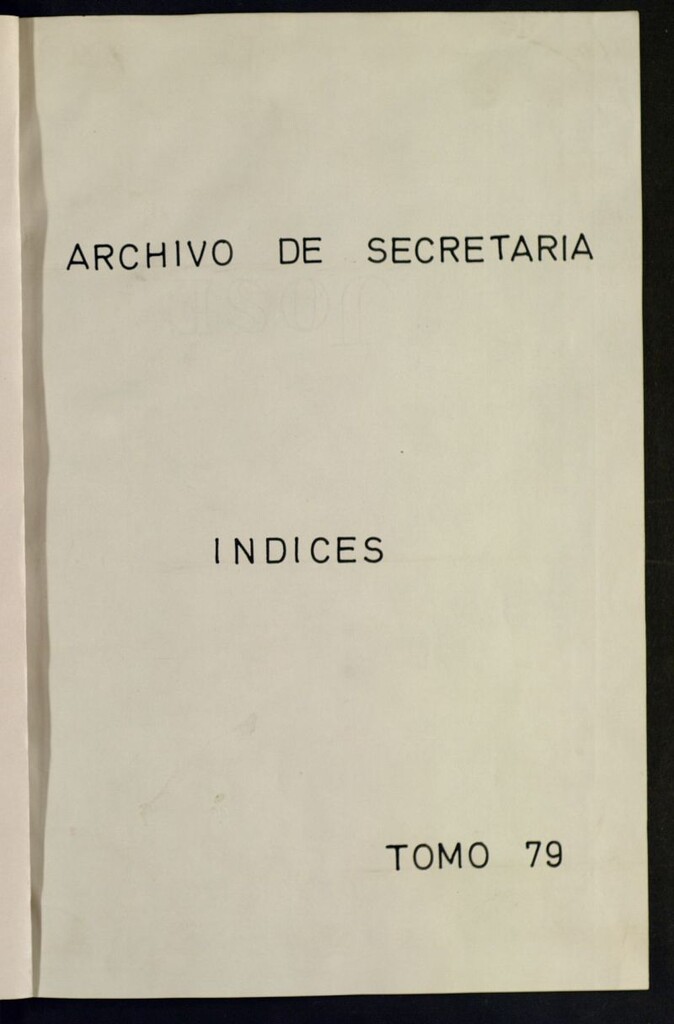 ARCHIVO DE SECRETARIA
INDICES
TOMO 79